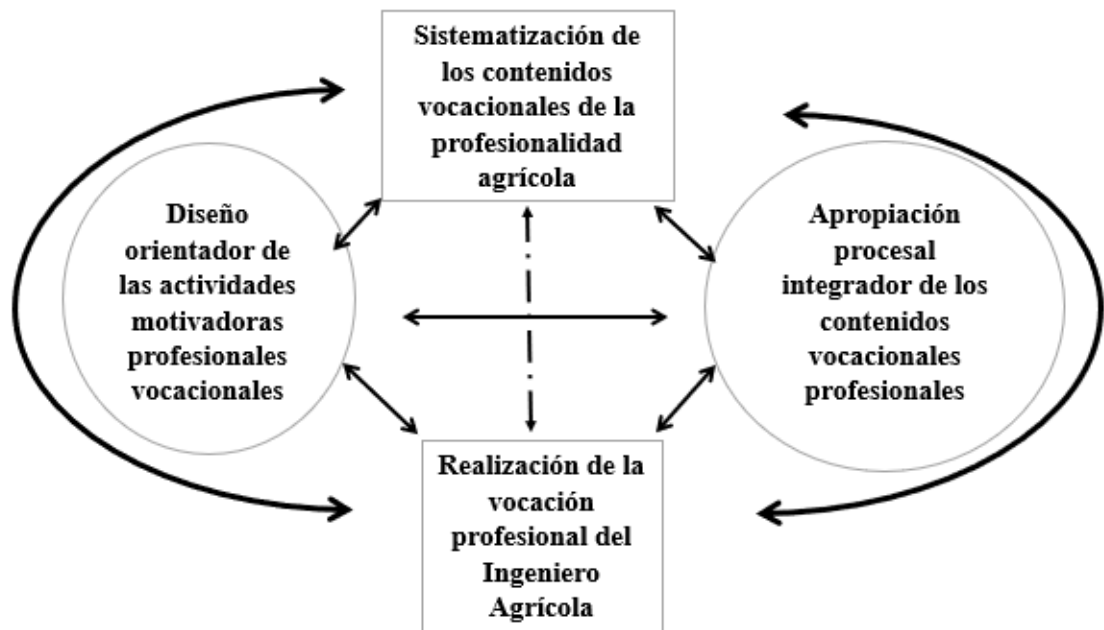 Sistematización de
los contenidos
vocacionales de la
profesionalidad
agrícola
Diseño
orientador de
las actividades
motivadoras
profesionales
vocacionales
Apropiación
procesal
integrador de los
contenidos
vocacionales
profesionales
Realización de la
vocación
profesional del
Ingeniero
Agrícola